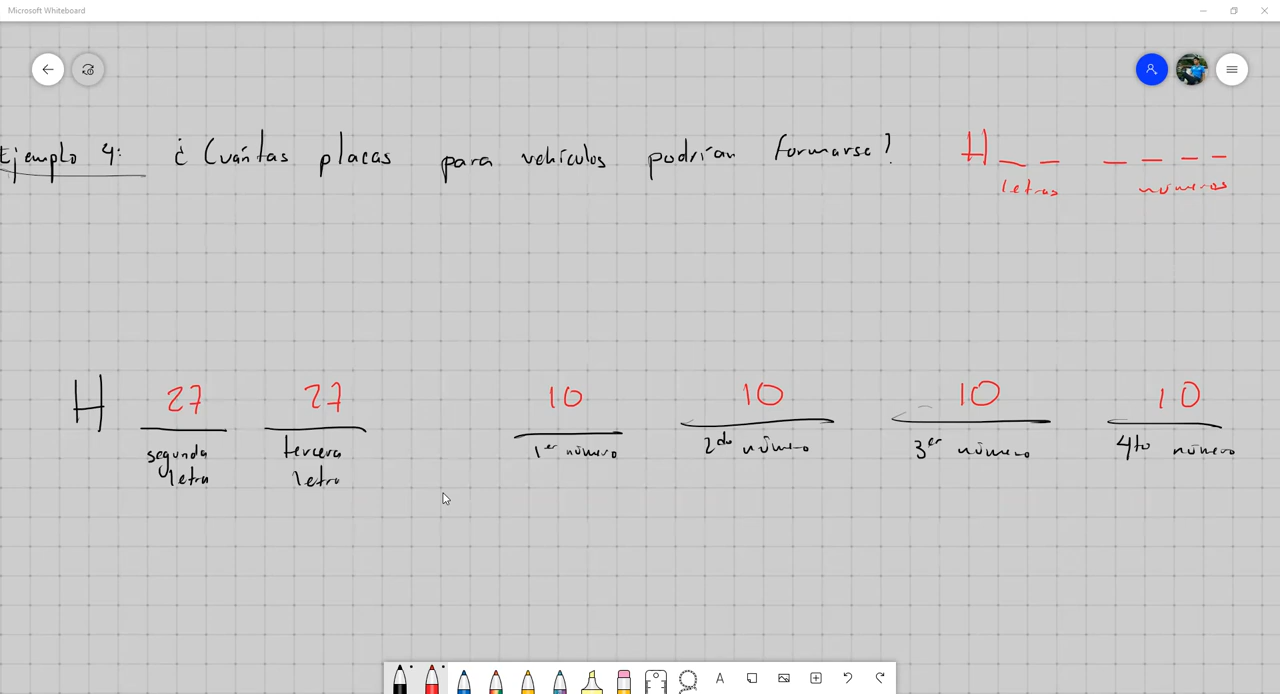 Microsoft Whiteboard
Ejemplo 4: ¿Cuántas placas para vehículos podrían formarse? H _ _ _ _ _ _
letras números
H 27 27 10 10 10 10
segunda letra tercera letra 1er número 2do número 3er número 4to número
A